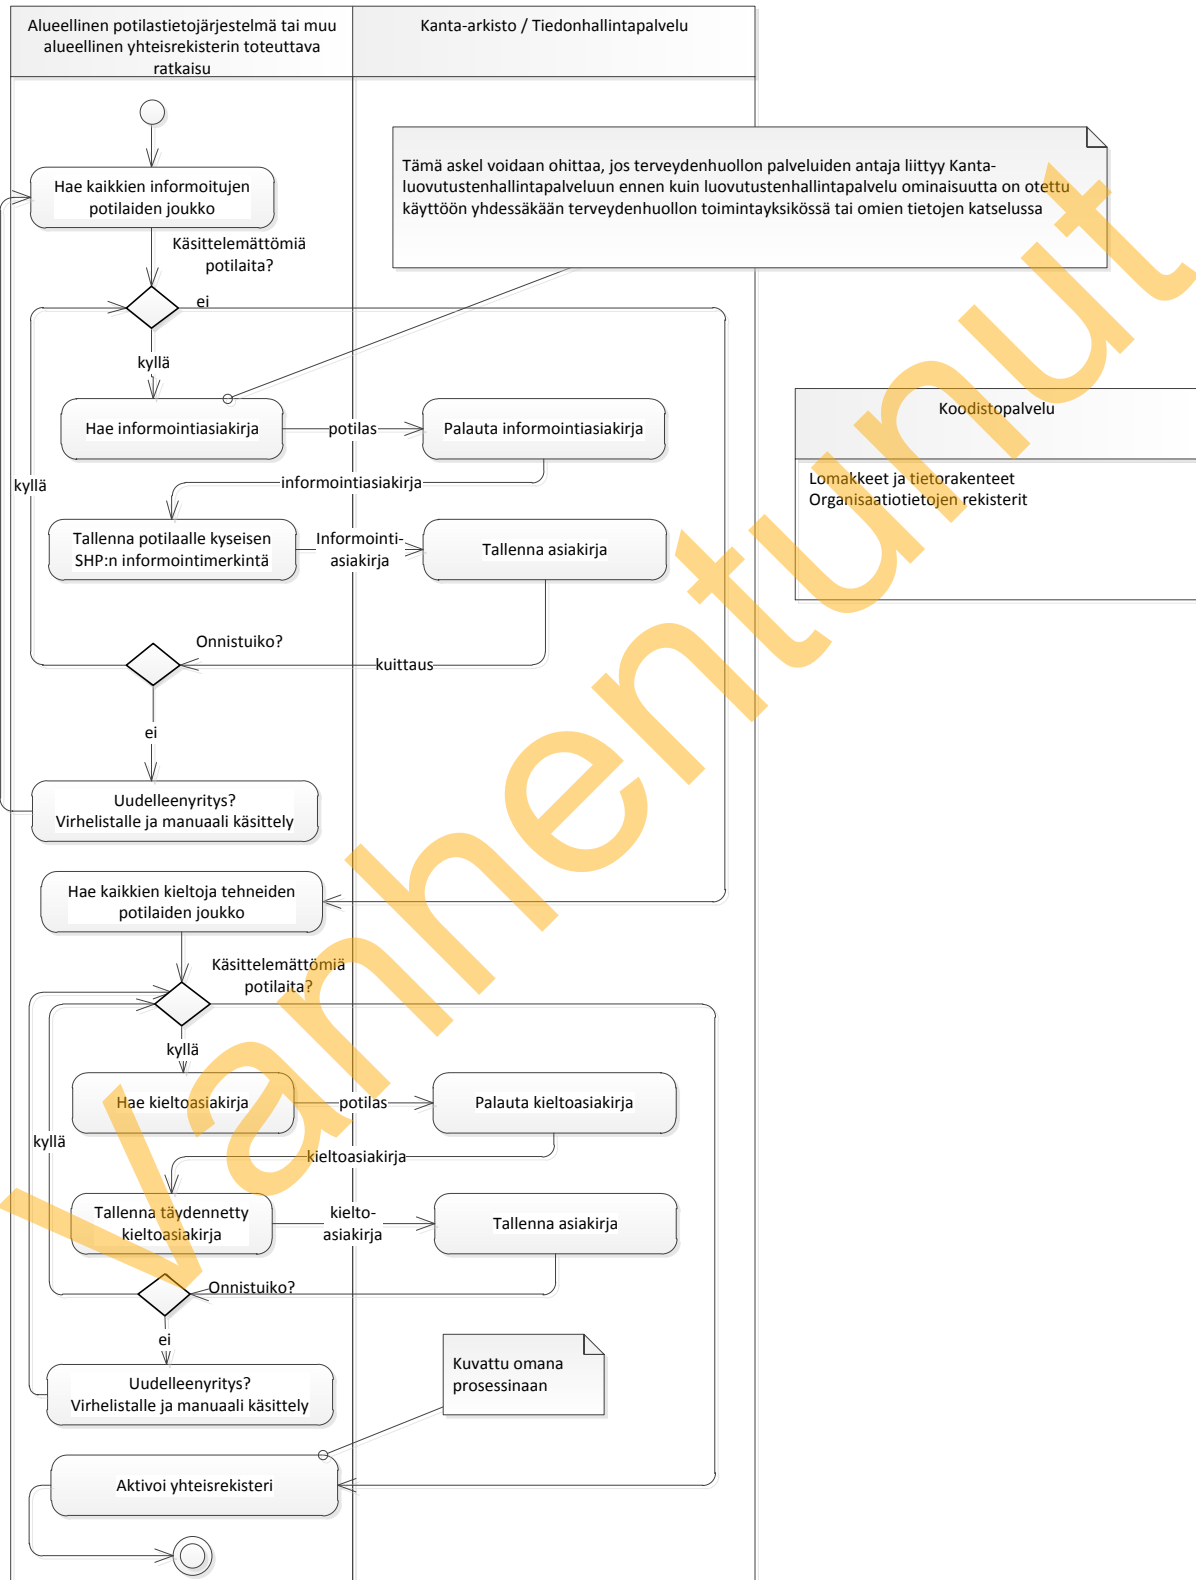 Alueellinen potilastietojärjestelmä tai muu
alueellinen yhteisrekisterin toteuttava
ratkaisu
Kanta-arkisto / Tiedonhallintapalvelu
Tämä askel voidaan ohittaa, jos terveydenhuollon palveluiden antaja liittyy Kanta-
luovutustenhallintapalveluun ennen kuin luovutustenhallintapalvelu ominaisuutta on otettu
käyttöön yhdessäkään terveydenhuollon toimintayksikössä tai omien tietojen katselussa
Hae kaikkien informoitujen
potilaiden joukko
Käsittelemättömiä
potilaita?
ei
kyllä
Hae informointiasiakirja
potilas
Palauta informointiasiakirja
Koodistopalvelu
Lomakkeet ja tietorakenteet
Organisaatiotietojen rekisterit
kyllä
informointiasiakirja
Tallenna potilaalle kyseisen
SHP:n informointimerkintä
Informointi-
asiakirja
Tallenna asiakirja
Onnistuiko?
kuittaus
ei
Uudelleenyritys?
Virhelistalle ja manuaali käsittely
Hae kaikkien kieltoja tehneiden
potilaiden joukko
Käsittelemättömiä
potilaita?
kyllä
Hae kieltoasiakirja
potilas
Palauta kieltoasiakirja
kyllä
kieltoasiakirja
Tallenna täydennetty
kieltoasiakirja
kielto-
asiakirja
Tallenna asiakirja
Onnistuiko?
ei
Uudelleenyritys?
Virhelistalle ja manuaali käsittely
Kuvattu omana
prosessinaan
Aktivoi yhteisrekisteri
Vanhentunut